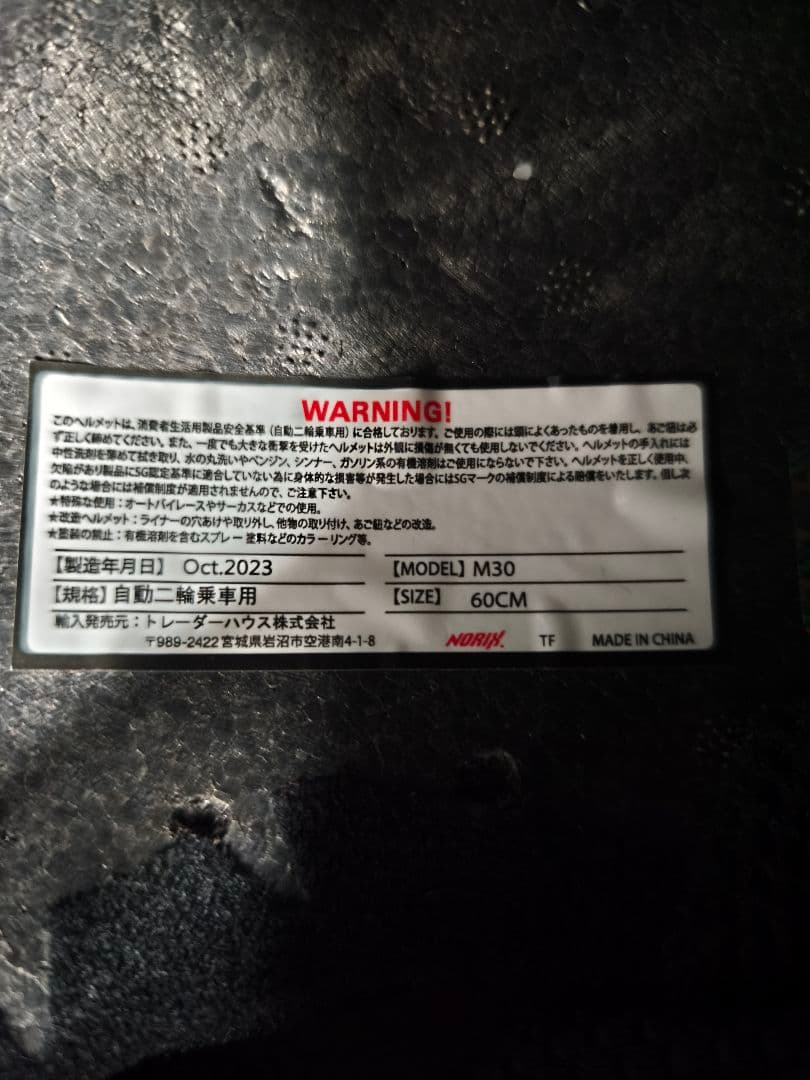 WARNING!
このヘルメットは、消費者生活用製品安全基準（自動二輪乗車用）に合格しております。ご使用の際には頭によくあったものを着用し、あご紐は必
ず正しく締めてください。また、一度でも大きな衝撃を受けたヘルメットは外観に損傷が無くても使用しないでください。ヘルメットの手入れには
中性洗剤を薄めて拭き取り、水の丸洗いやベンジン、シンナー、ガソリン系の有機溶剤はご使用にならないで下さい。ヘルメットを正しく使用中、
欠陥があり製品にSG認定基準に適合していない為に身体的な損害等が発生した場合にはSGマークの補償制度による賠償をいたします。但し次
のような場合には補償制度が適用されませんので、ご注意下さい。
★特殊な使用：オートバイレースやサーカスなどでの使用。
★改造ヘルメット：ライナーの穴あけや取り外し、他物の取り付け、あご紐などの改造。
★塗装の禁止：有機溶剤を含むスプレー塗料などのカラーリング等。
【製造年月日】 Oct.2023 【MODEL】 M30
【規格】自動二輪乗車用 【SIZE】 60CM
輸入発売元：トレーダーハウス株式会社
〒989-2422 宮城県岩沼市空港南4-1-8 NORIX. TF MADE IN CHINA